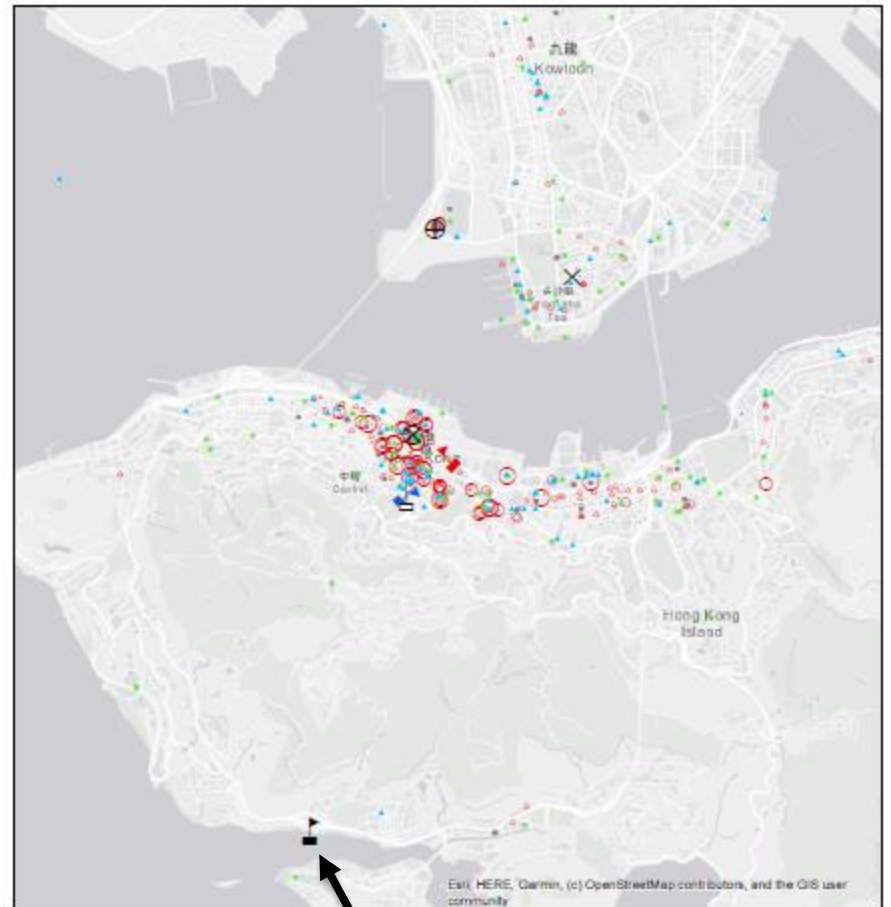 九龍
Kowloon
中環
Central
Hong Kong
Island
Esri, HERE, Garmin, (c) OpenStreetMap contributors, and the GIS user
community